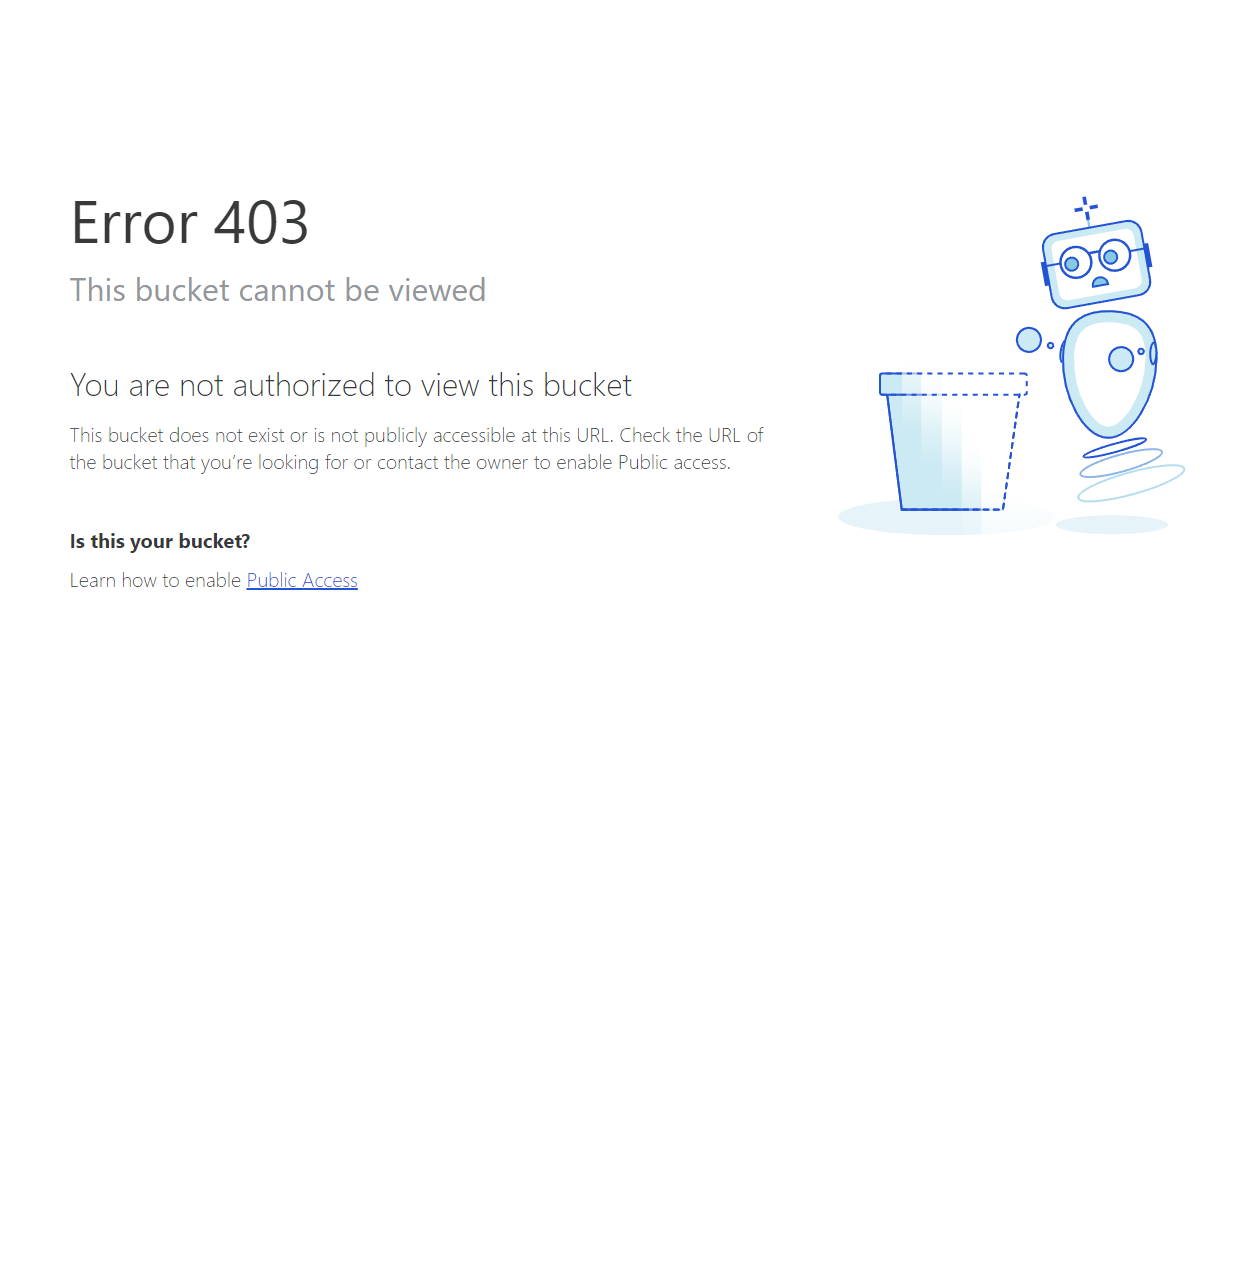 Error 403
This bucket cannot be viewed
You are not authorized to view this bucket
This bucket does not exist or is not publicly accessible at this URL. Check the URL of
the bucket that you’re looking for or contact the owner to enable Public access.
Is this your bucket?
Learn how to enable Public Access